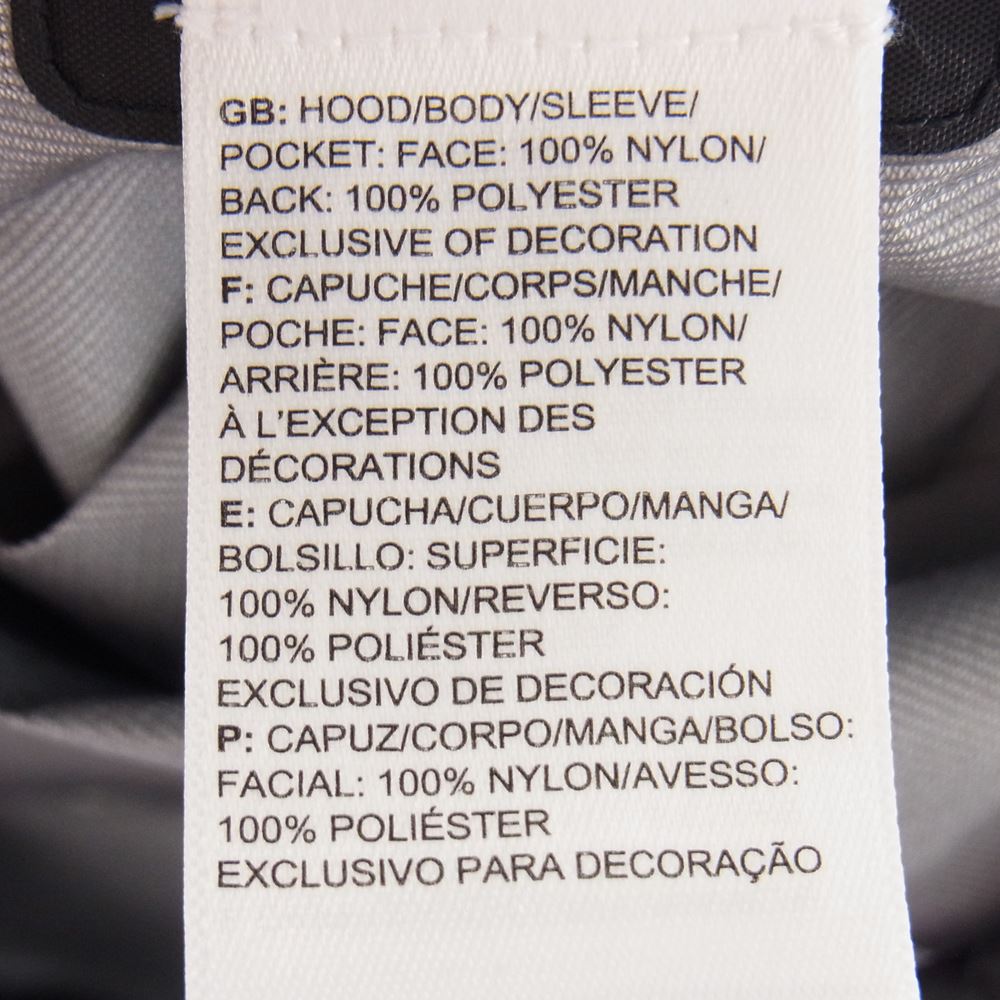 GB: HOOD/BODY/SLEEVE/
POCKET: FACE: 100% NYLON/
BACK: 100% POLYESTER
EXCLUSIVE OF DECORATION
F: CAPUCHE/CORPS/MANCHE/
POCHE: FACE: 100% NYLON/
ARRIÈRE: 100% POLYESTER
À L'EXCEPTION DES
DÉCORATIONS
E: CAPUCHA/CUERPO/MANGA/
BOLSILLO: SUPERFICIE:
100% NYLON/REVERSO:
100% POLIÉSTER
EXCLUSIVO DE DECORACIÓN
P: CAPUZ/CORPO/MANGA/BOLSO:
FACIAL: 100% NYLON/AVESSO:
100% POLIÉSTER
EXCLUSIVO PARA DECORAÇÃO